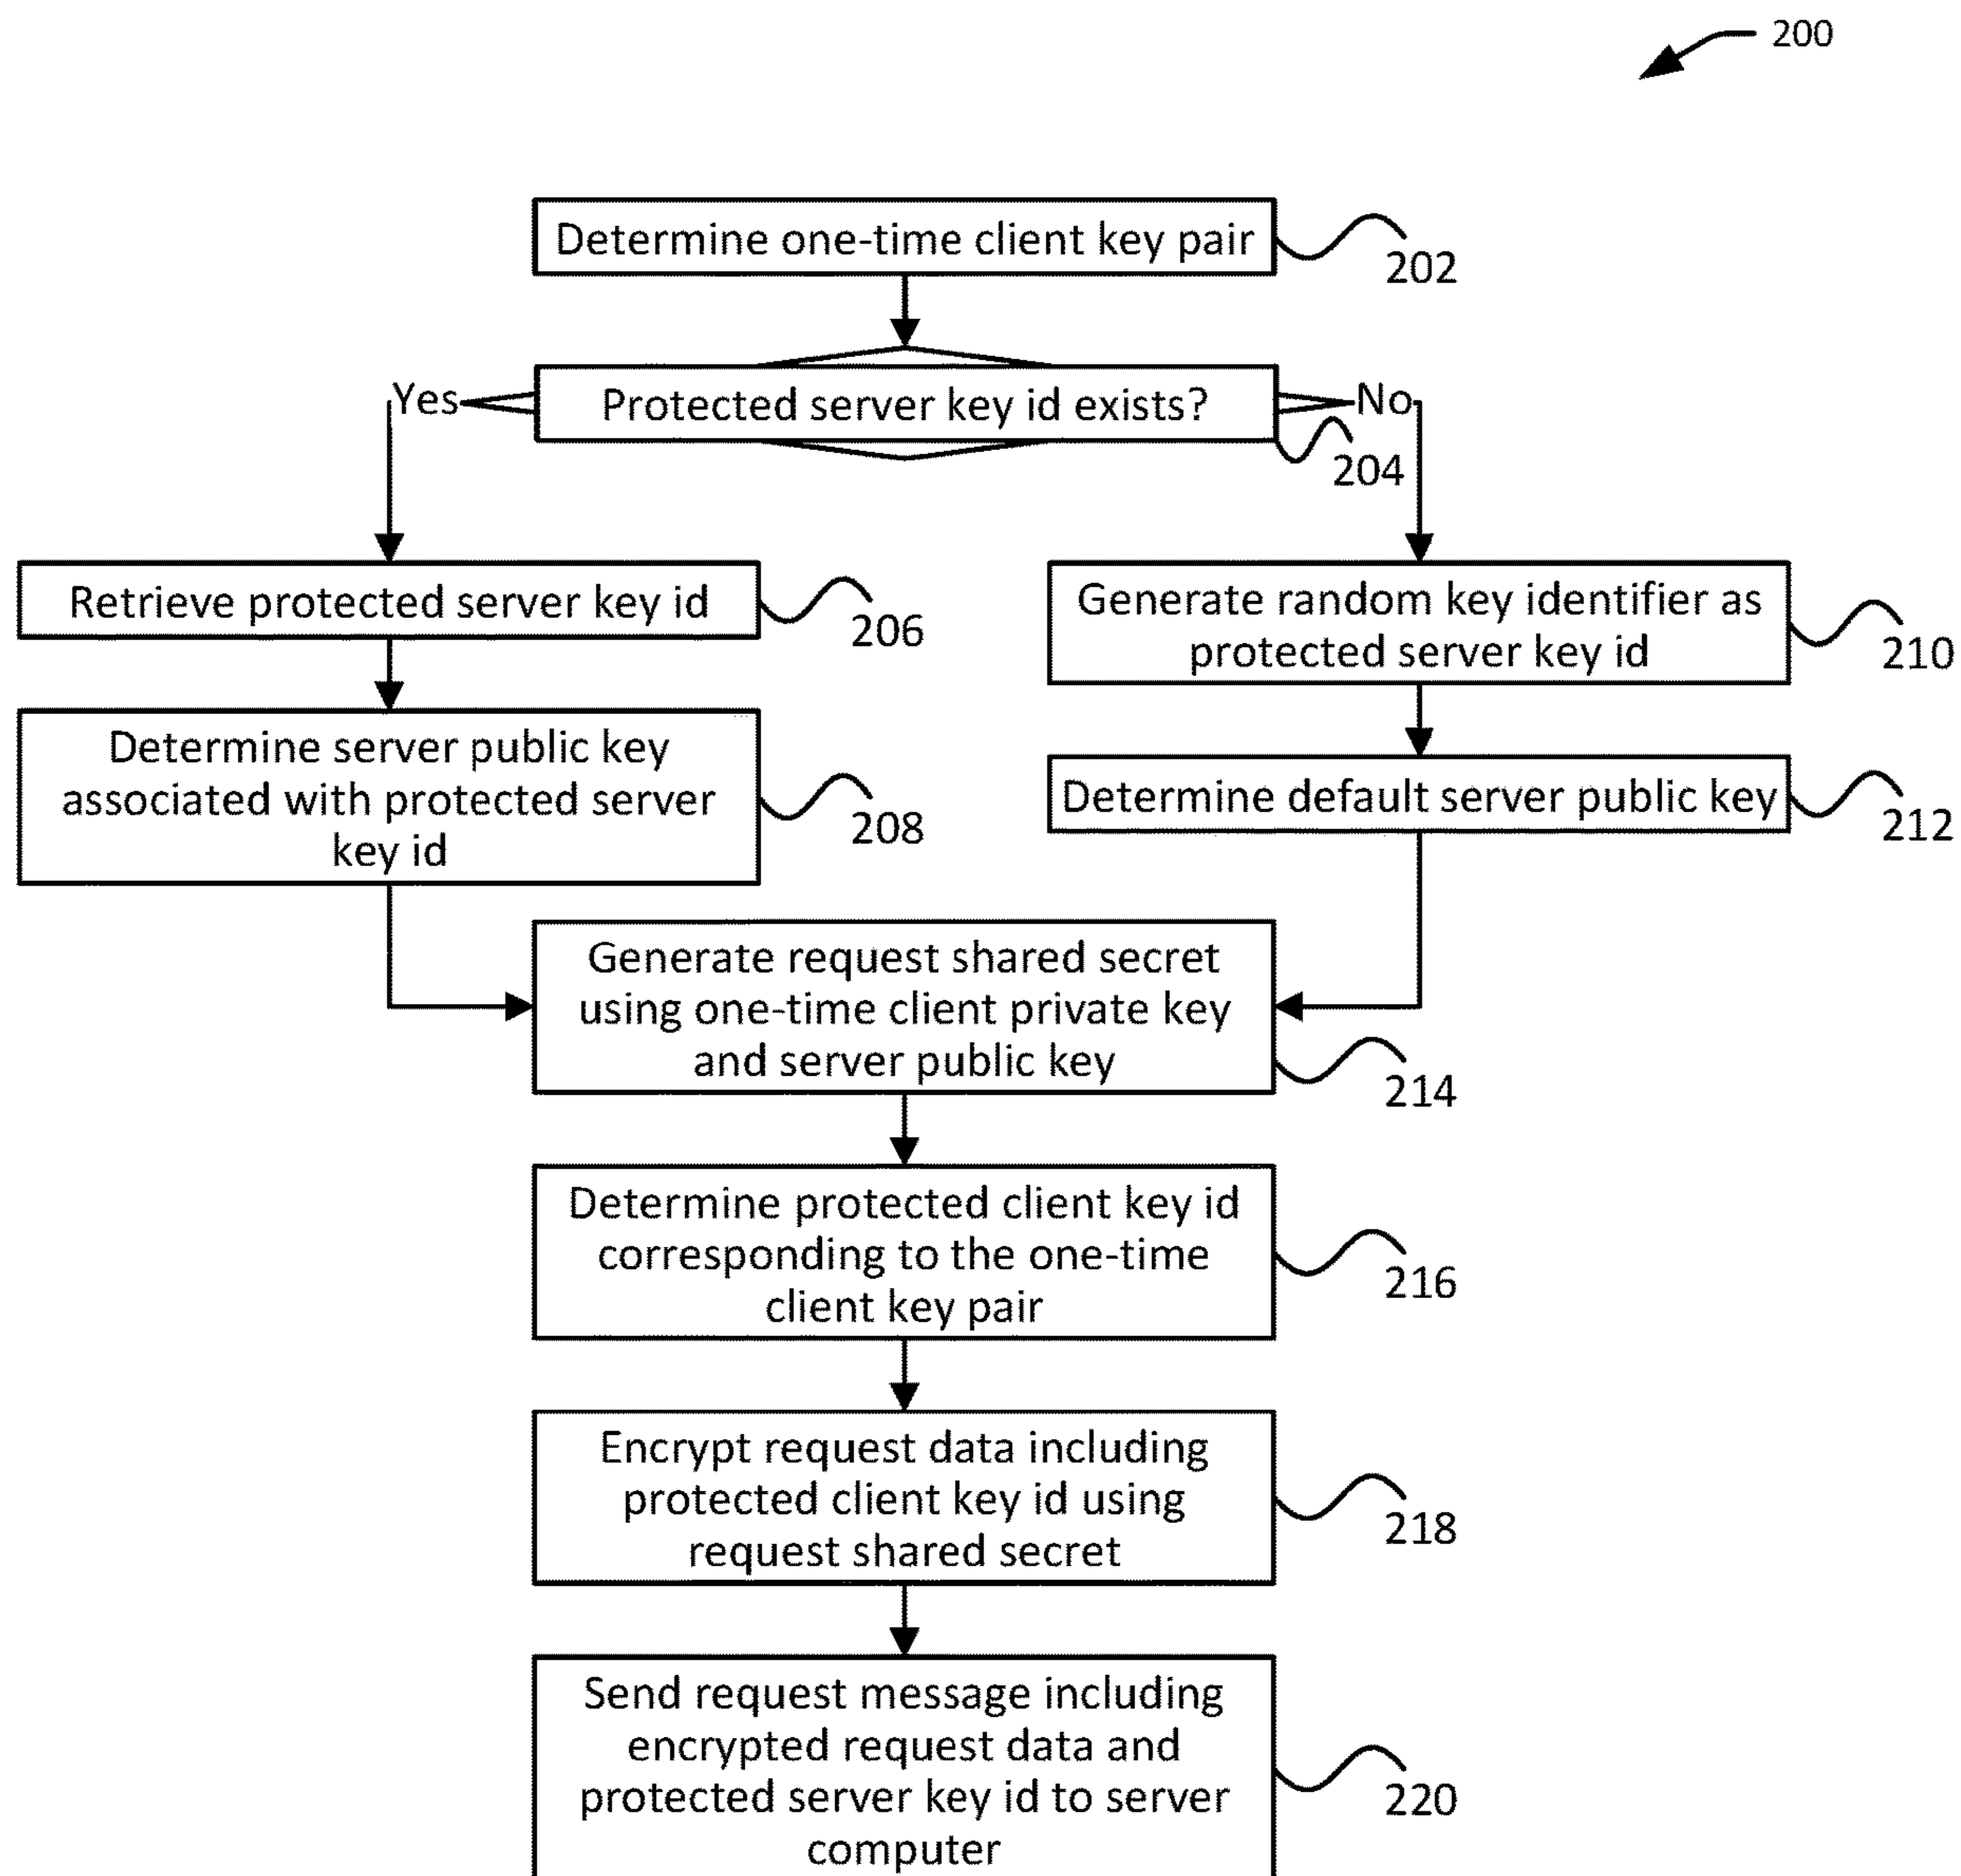 200
Determine one-time client key pair
202
Yes
Protected server key id exists?
No
204
Retrieve protected server key id
206
Generate random key identifier as
protected server key id
210
Determine server public key
associated with protected server
key id
208
Determine default server public key
212
Generate request shared secret
using one-time client private key
and server public key
214
Determine protected client key id
corresponding to the one-time
client key pair
216
Encrypt request data including
protected client key id using
request shared secret
218
Send request message including
encrypted request data and
protected server key id to server
computer
220